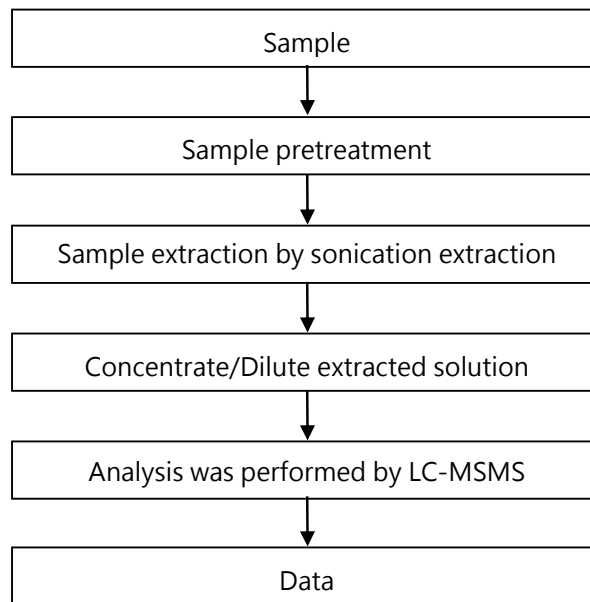 Sample
Sample pretreatment
Sample extraction by sonication extraction
Concentrate/Dilute extracted solution
Analysis was performed by LC-MSMS
Data